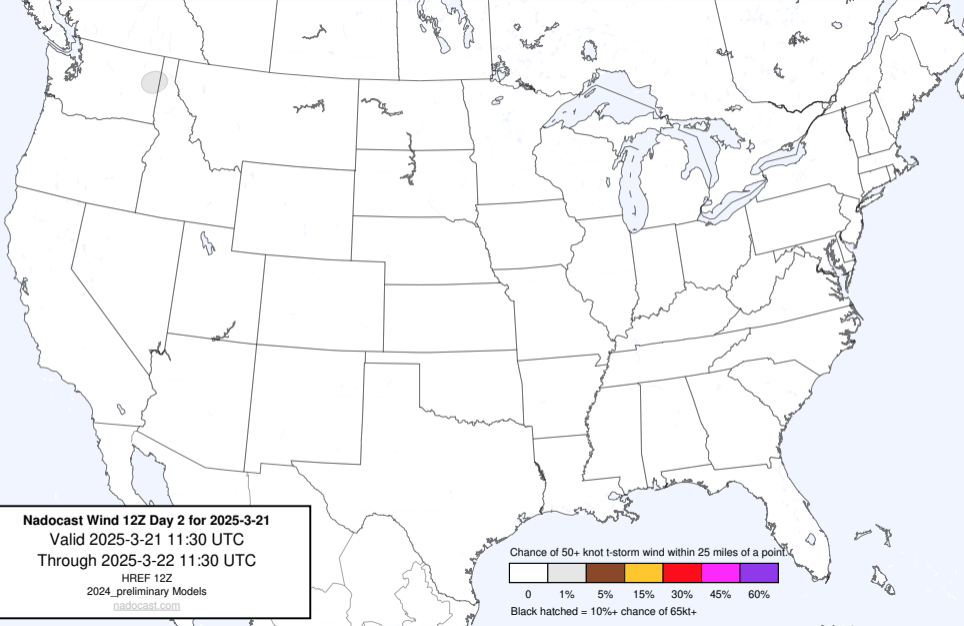 Nadocast Wind 12Z Day 2 for 2025-3-21
Valid 2025-3-21 11:30 UTC
Through 2025-3-22 11:30 UTC
HREF 12Z
2024_preliminary Models
nadocast.com
Chance of 50+ knot t-storm wind within 25 miles of a point.
0 1% 5% 15% 30% 45% 60%
Black hatched = 10%+ chance of 65kt+